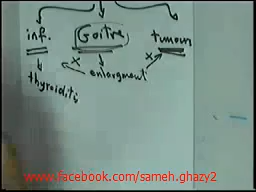 inf. Goitre tumour
x x
thyroiditis enlargment
www.facebook.com/sameh.ghazy2